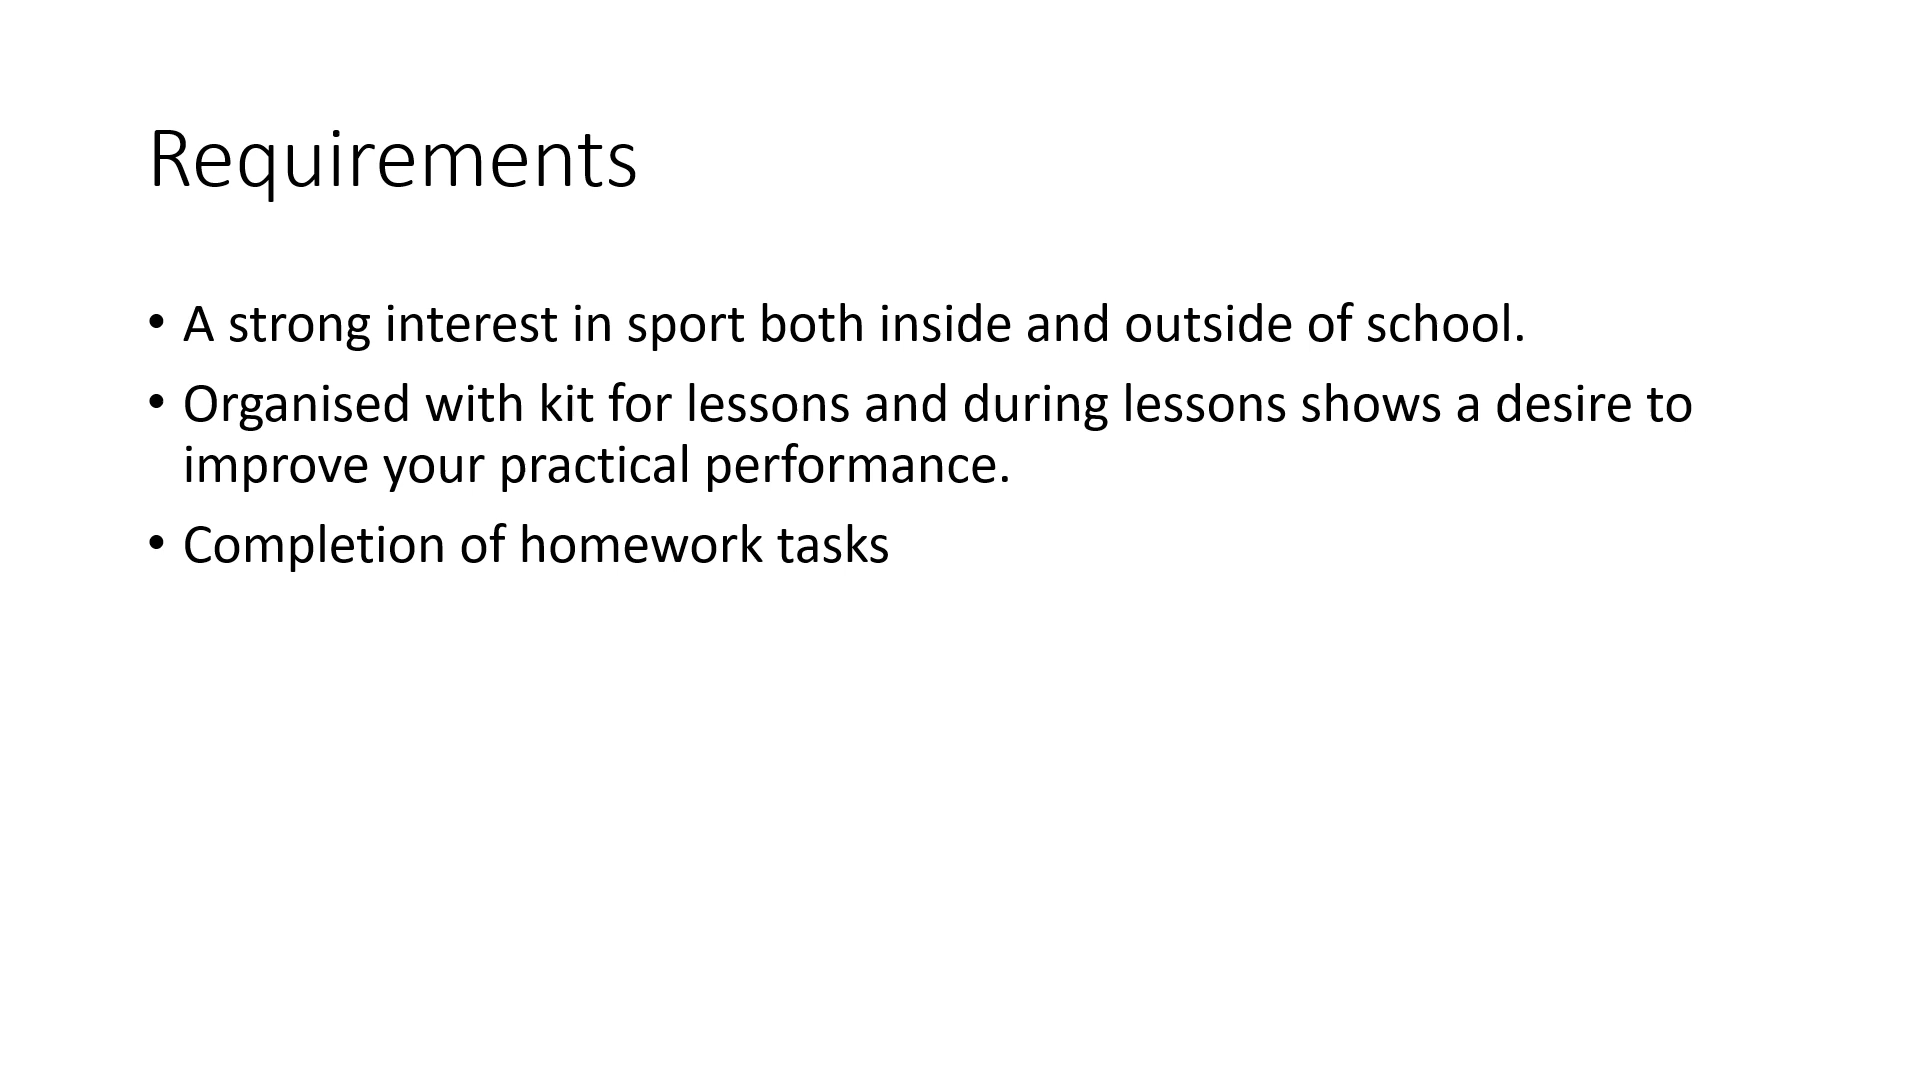 Requirements
• A strong interest in sport both inside and outside of school.
• Organised with kit for lessons and during lessons shows a desire to
improve your practical performance.
• Completion of homework tasks